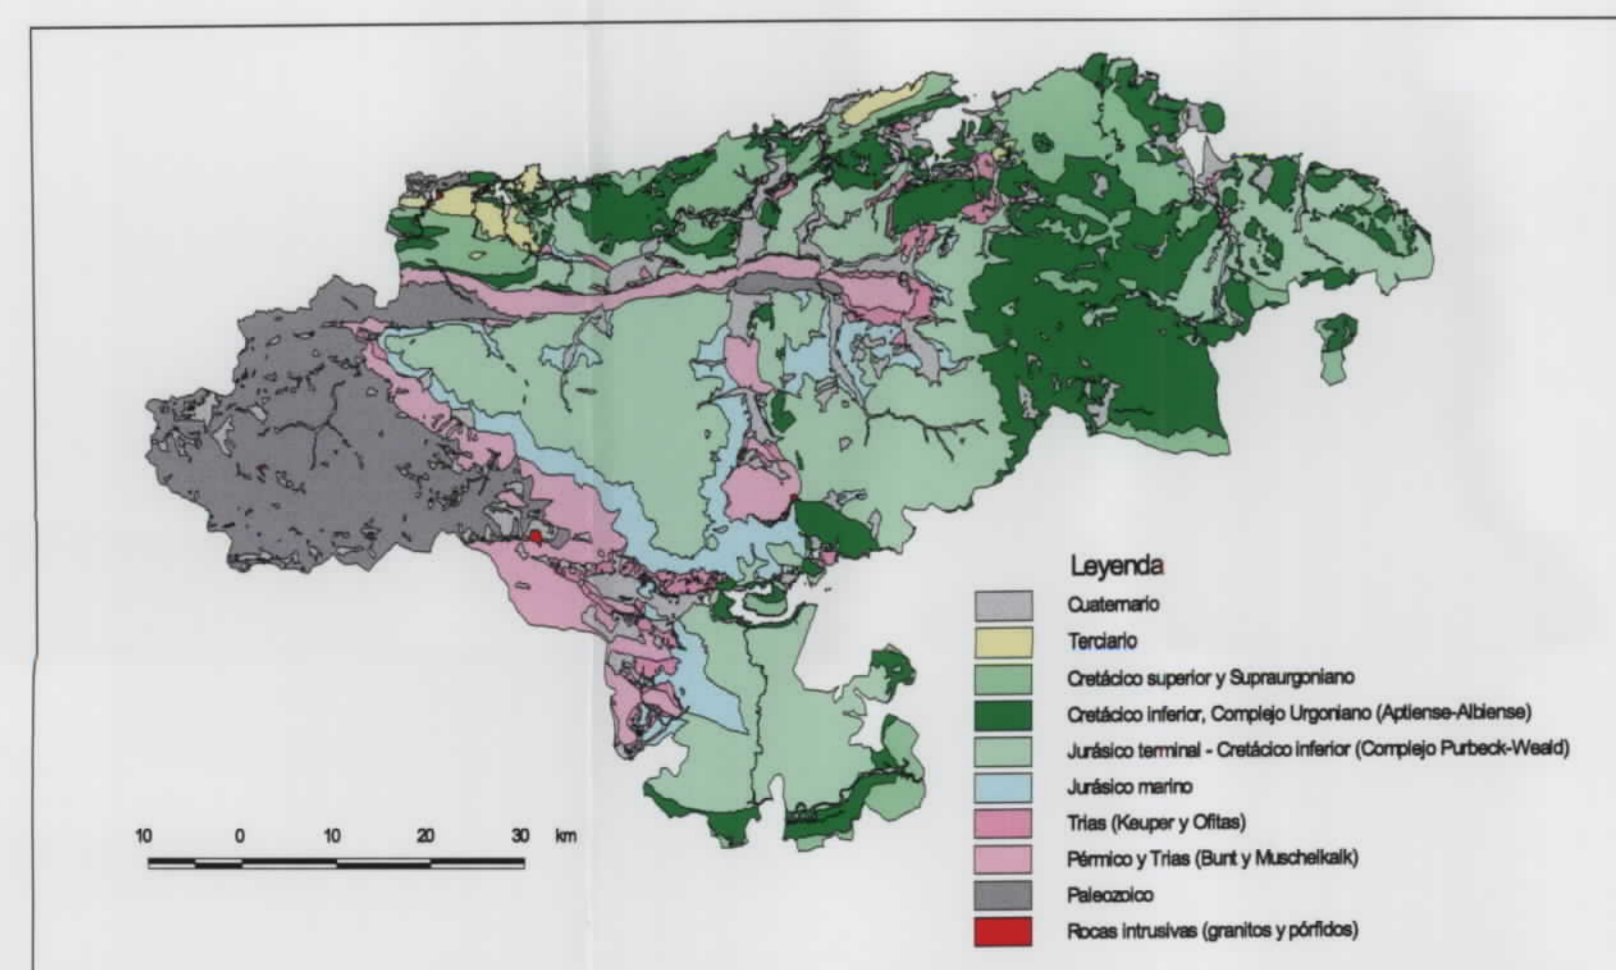 Leyenda
Cuaternario
Terciario
Cretácico superior y Supraurgoniano
Cretácico inferior, Complejo Urgoniano (Aptiense-Albiense)
Jurásico terminal - Cretácico inferior (Complejo Purbeck-Weald)
Jurásico marino
Trias (Keuper y Ofitas)
Pérmico y Trias (Bunt y Muschelkalk)
Paleozoico
Rocas intrusivas (granitos y pórfidos)
10 0 10 20 30 km